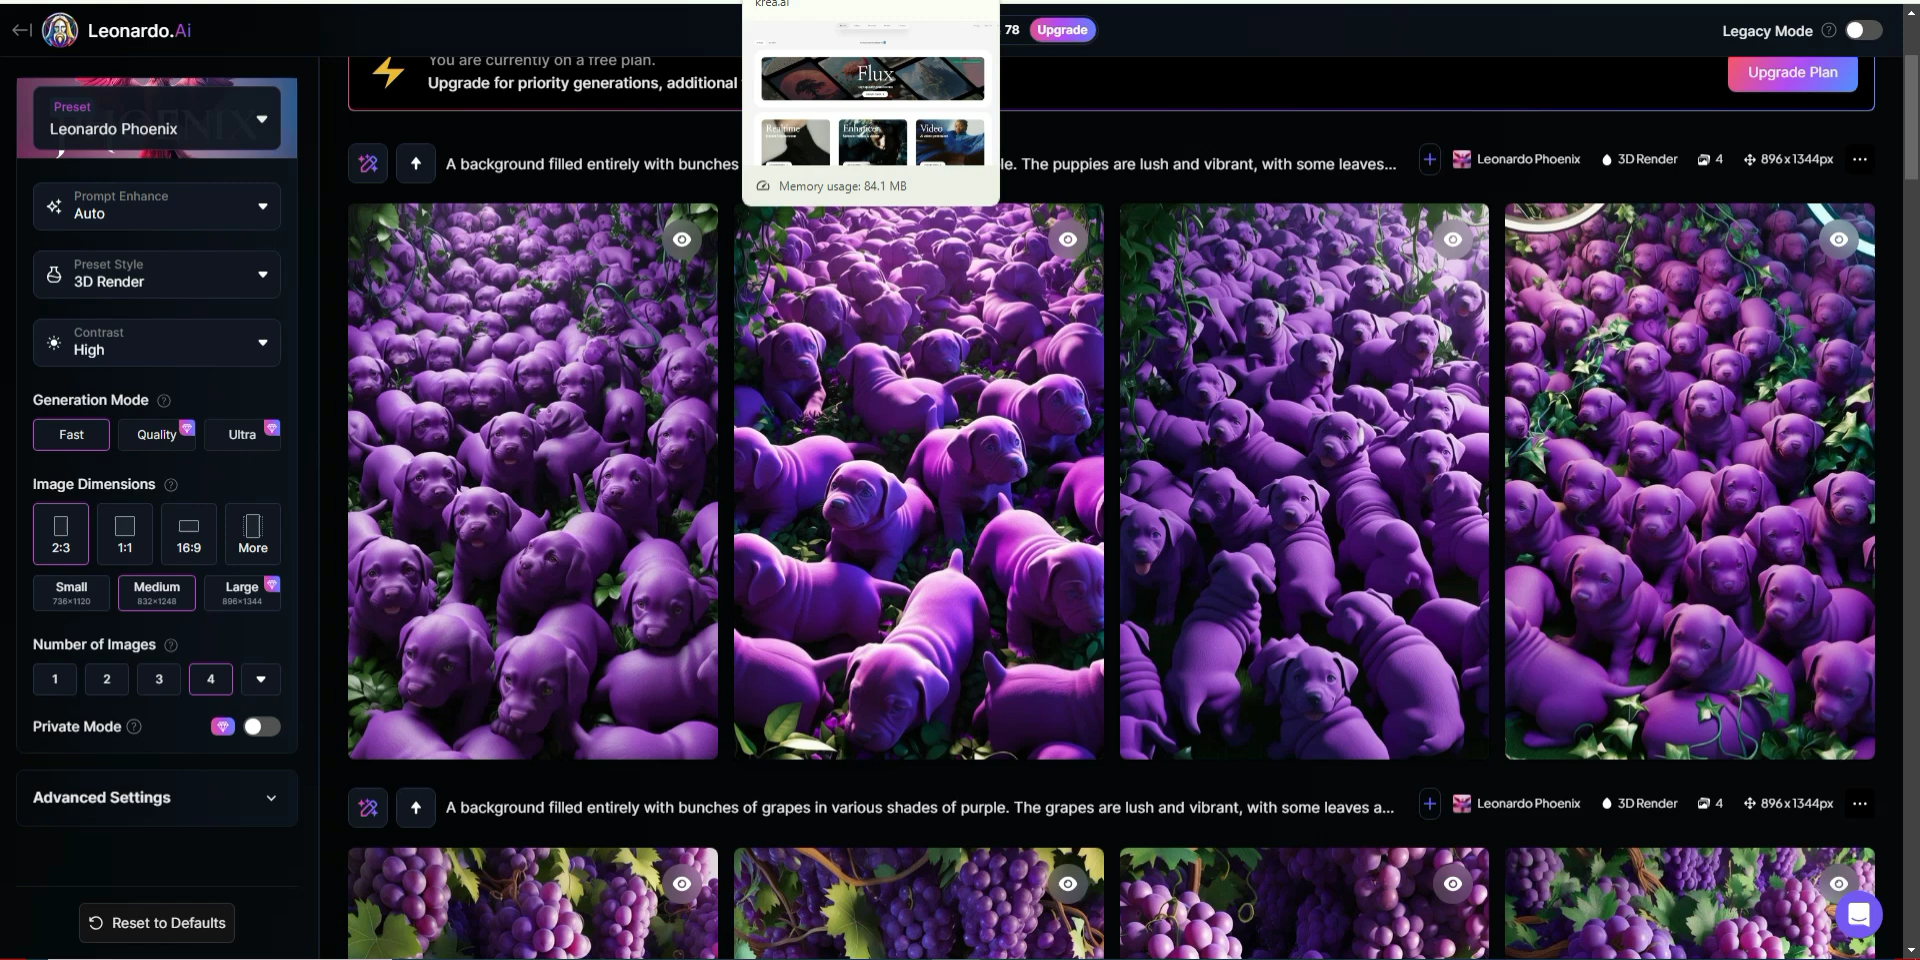 krea.ai
Leonardo.Ai
78
Upgrade
Legacy Mode
You are currently on a free plan.
Upgrade for priority generations, additional
Upgrade Plan
Flux
Realtime
Enhancer
Video
Memory usage: 84.1 MB
Preset
Leonardo Phoenix
Prompt Enhance
Auto
Preset Style
3D Render
Contrast
High
Generation Mode
Fast
Quality
Ultra
Image Dimensions
2:3
1:1
16:9
More
Small
736×1120
Medium
832×1248
Large
896×1344
Number of Images
1
2
3
4
Private Mode
Advanced Settings
Reset to Defaults
A background filled entirely with bunches
le. The puppies are lush and vibrant, with some leaves...
Leonardo Phoenix
3D Render
4
896x1344px
A background filled entirely with bunches of grapes in various shades of purple. The grapes are lush and vibrant, with some leaves a...
Leonardo Phoenix
3D Render
4
896x1344px